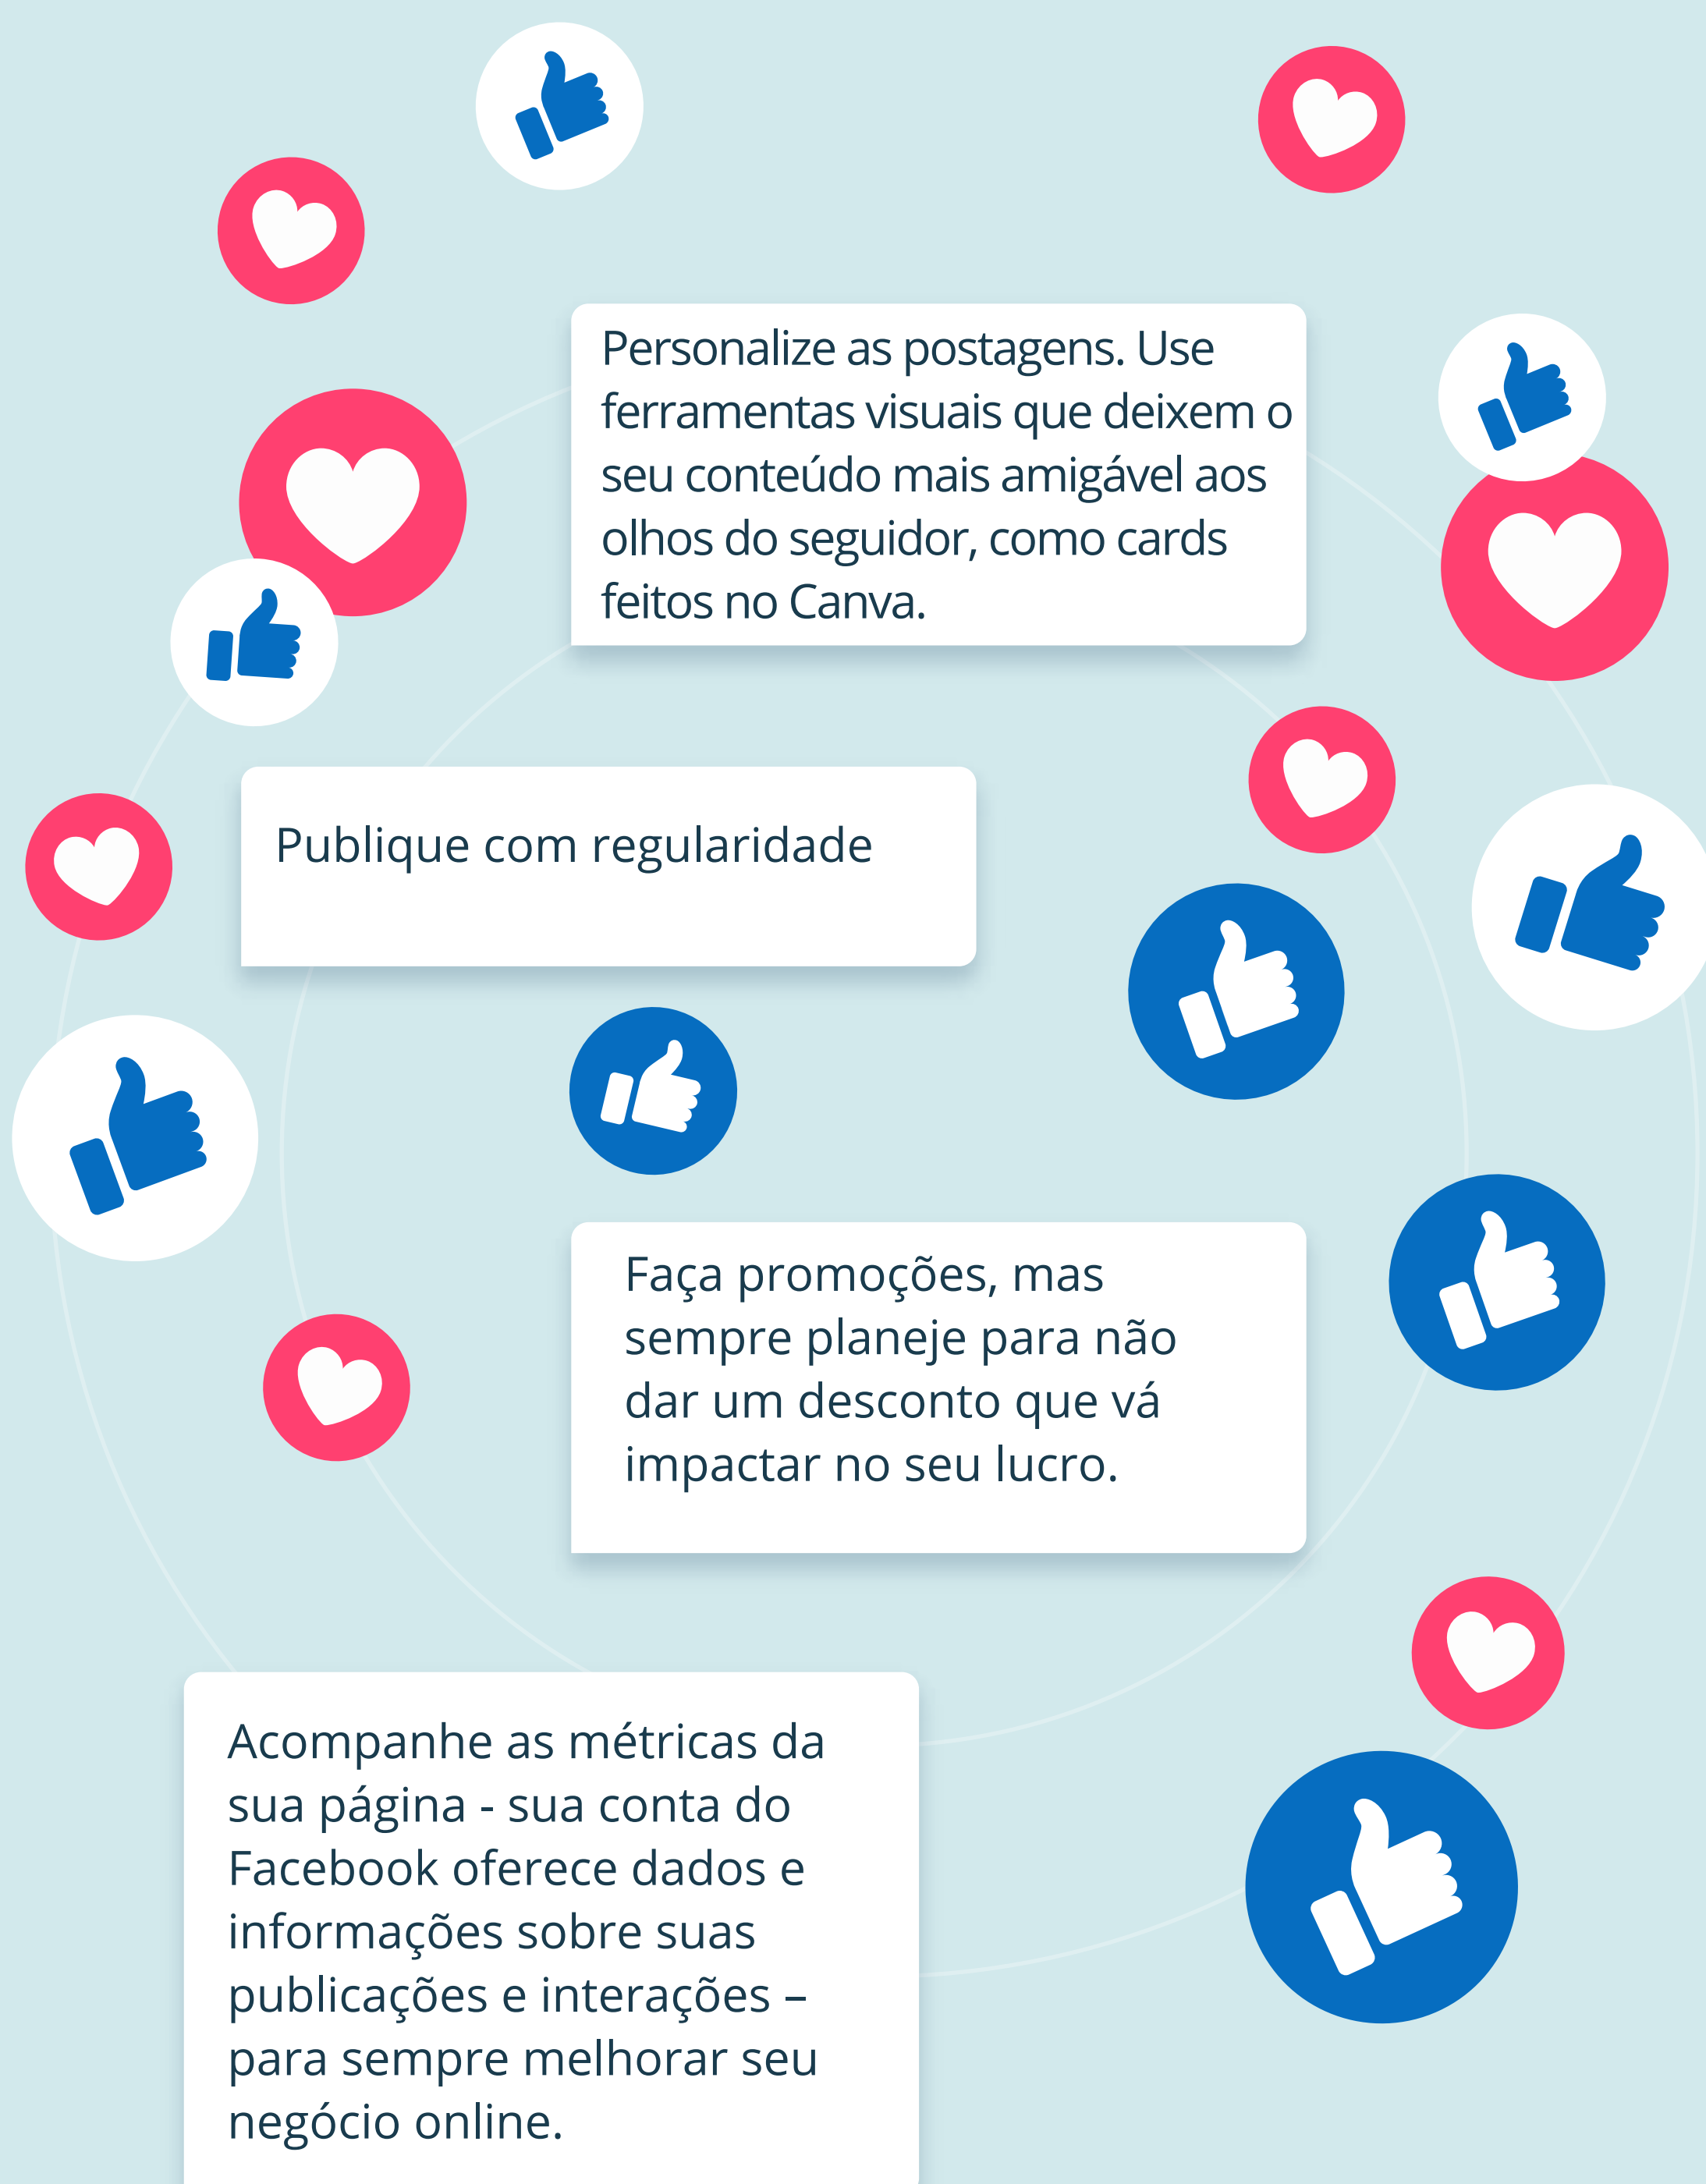 Personalize as postagens. Use
ferramentas visuais que deixem o
seu conteúdo mais amigável aos
olhos do seguidor, como cards
feitos no Canva.
Publique com regularidade
Faça promoções, mas
sempre planeje para não
dar um desconto que vá
impactar no seu lucro.
Acompanhe as métricas da
sua página - sua conta do
Facebook oferece dados e
informações sobre suas
publicações e interações –
para sempre melhorar seu
negócio online.